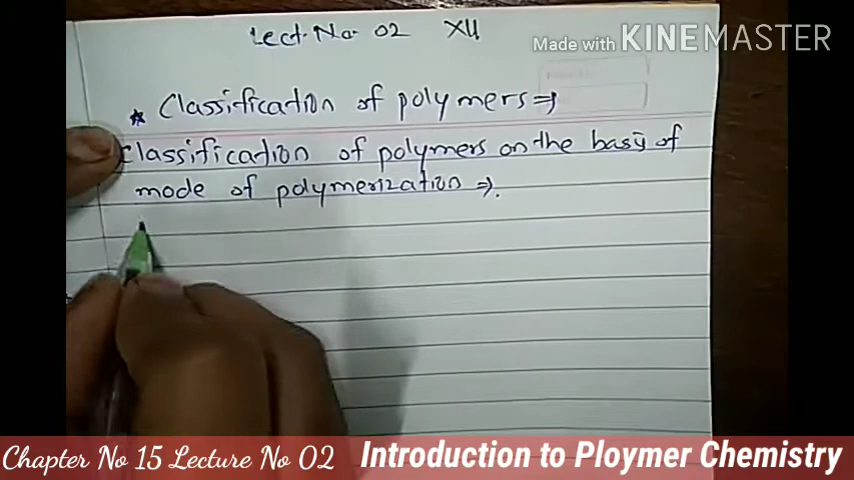 Lect. No. 02 XII
Made with KINEMASTER
* Classification of polymers ⇒
Classification of polymers on the basis of
mode of polymerization ⇒.
Chapter No 15 Lecture No 02 Introduction to Ploymer Chemistry